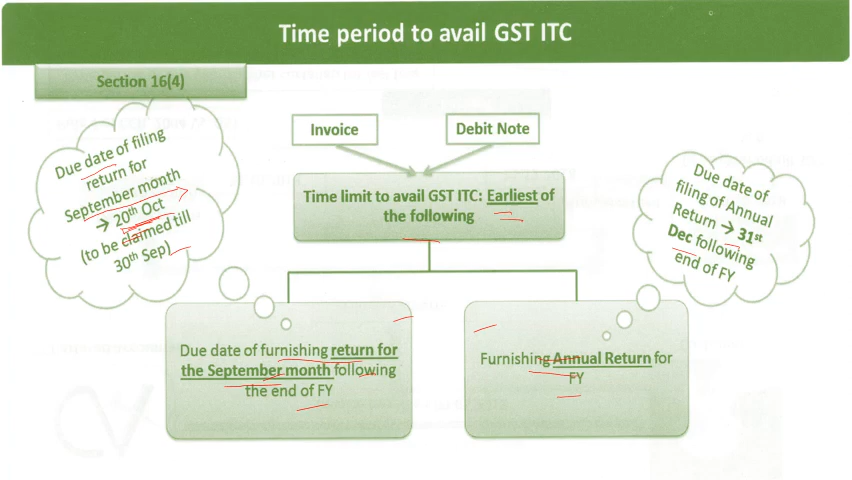 Time period to avail GST ITC
Section 16(4)
Invoice
Debit Note
Due date of filing
return for
September month
→ 20th Oct
(to be claimed till
30th Sep)
Time limit to avail GST ITC: Earliest of
the following
Due date of
filing of Annual
Return → 31st
Dec following
end of FY
Due date of furnishing return for
the September month following
the end of FY
Furnishing Annual Return for
FY